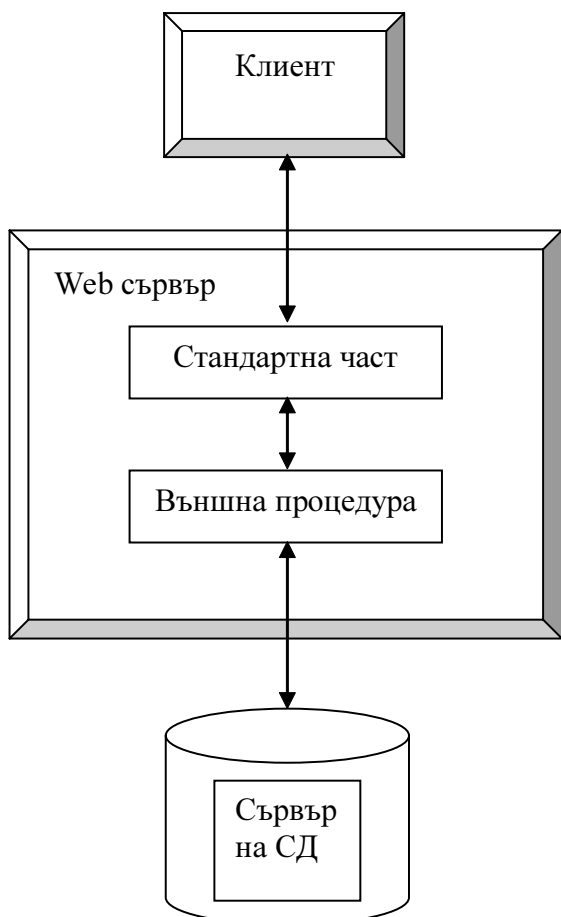 Клиент
Web сървър
Стандартна част
Външна процедура
Сървър
на СД